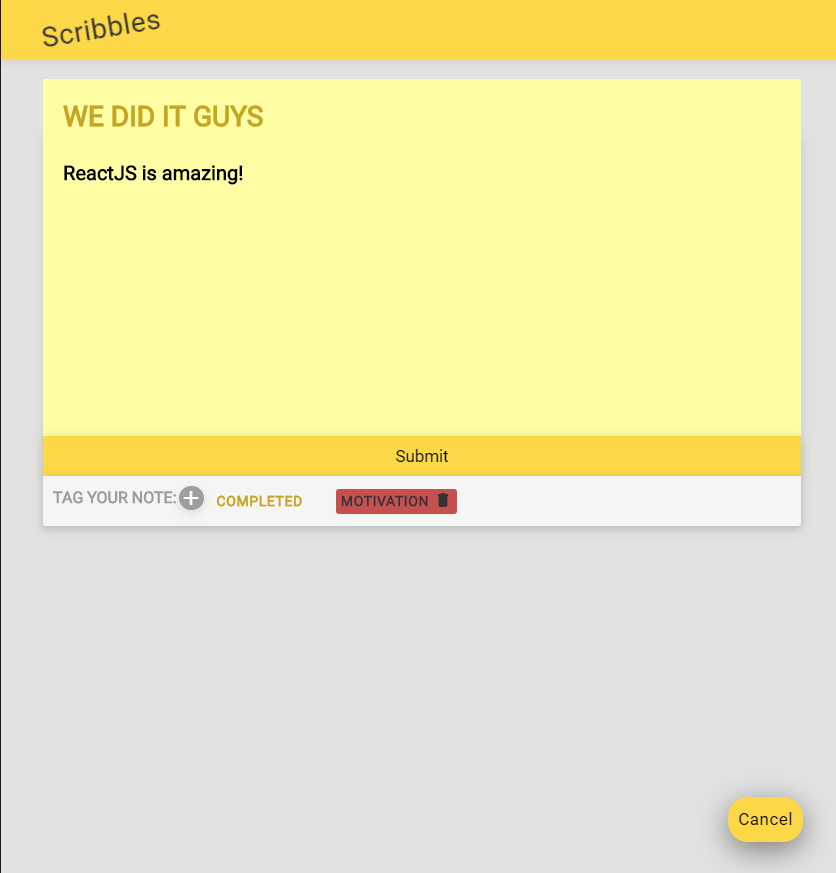 Scribbles
WE DID IT GUYS
ReactJS is amazing!
Submit
TAG YOUR NOTE: COMPLETED MOTIVATION
Cancel